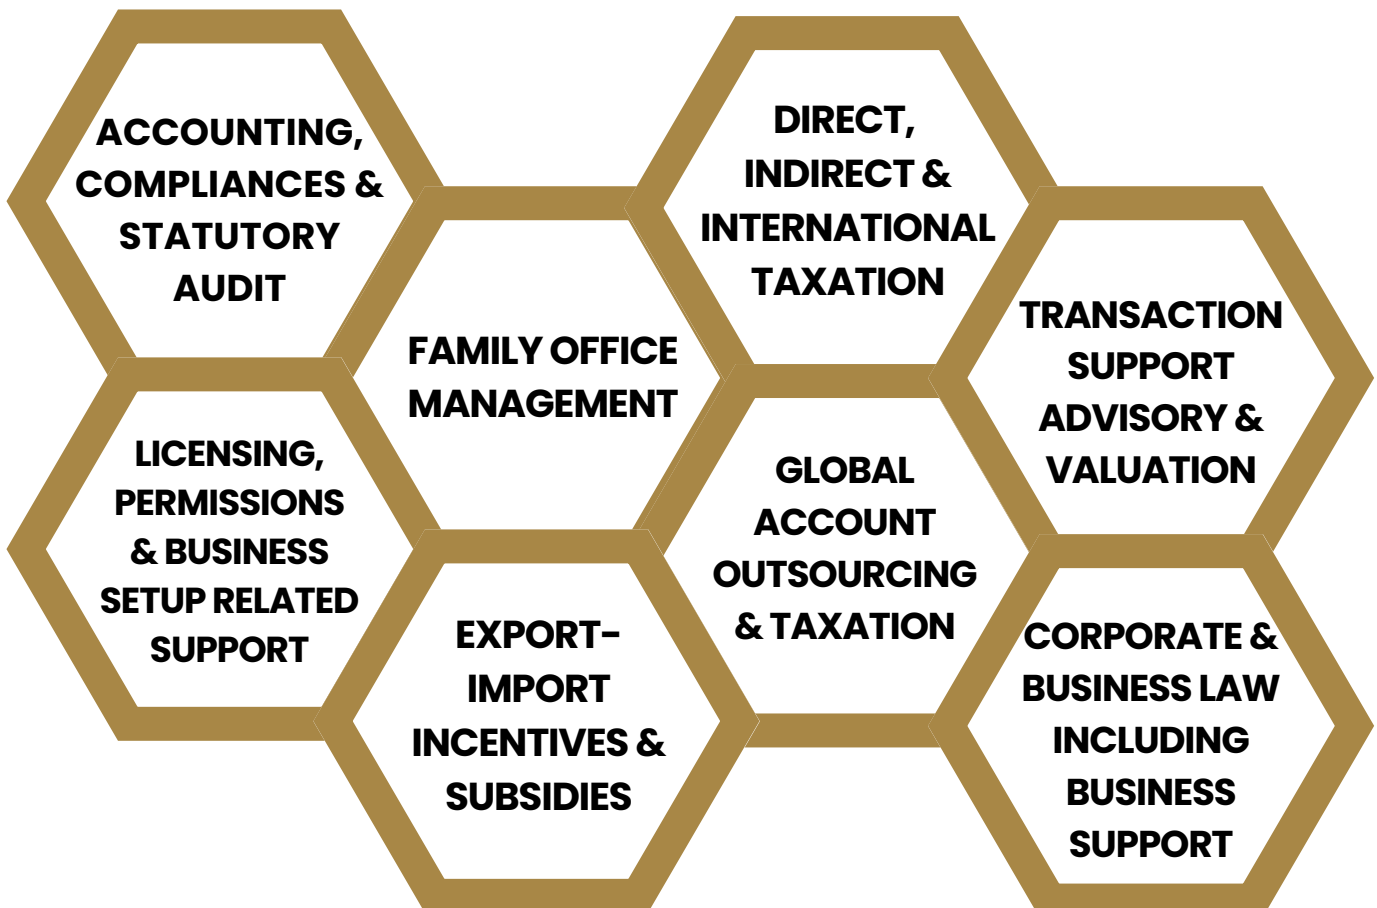 ACCOUNTING,
COMPLIANCES &
STATUTORY
AUDIT
DIRECT,
INDIRECT &
INTERNATIONAL
TAXATION
FAMILY OFFICE
MANAGEMENT
TRANSACTION
SUPPORT
ADVISORY &
VALUATION
LICENSING,
PERMISSIONS
& BUSINESS
SETUP RELATED
SUPPORT
GLOBAL
ACCOUNT
OUTSOURCING
& TAXATION
EXPORT-
IMPORT
INCENTIVES &
SUBSIDIES
CORPORATE &
BUSINESS LAW
INCLUDING
BUSINESS
SUPPORT